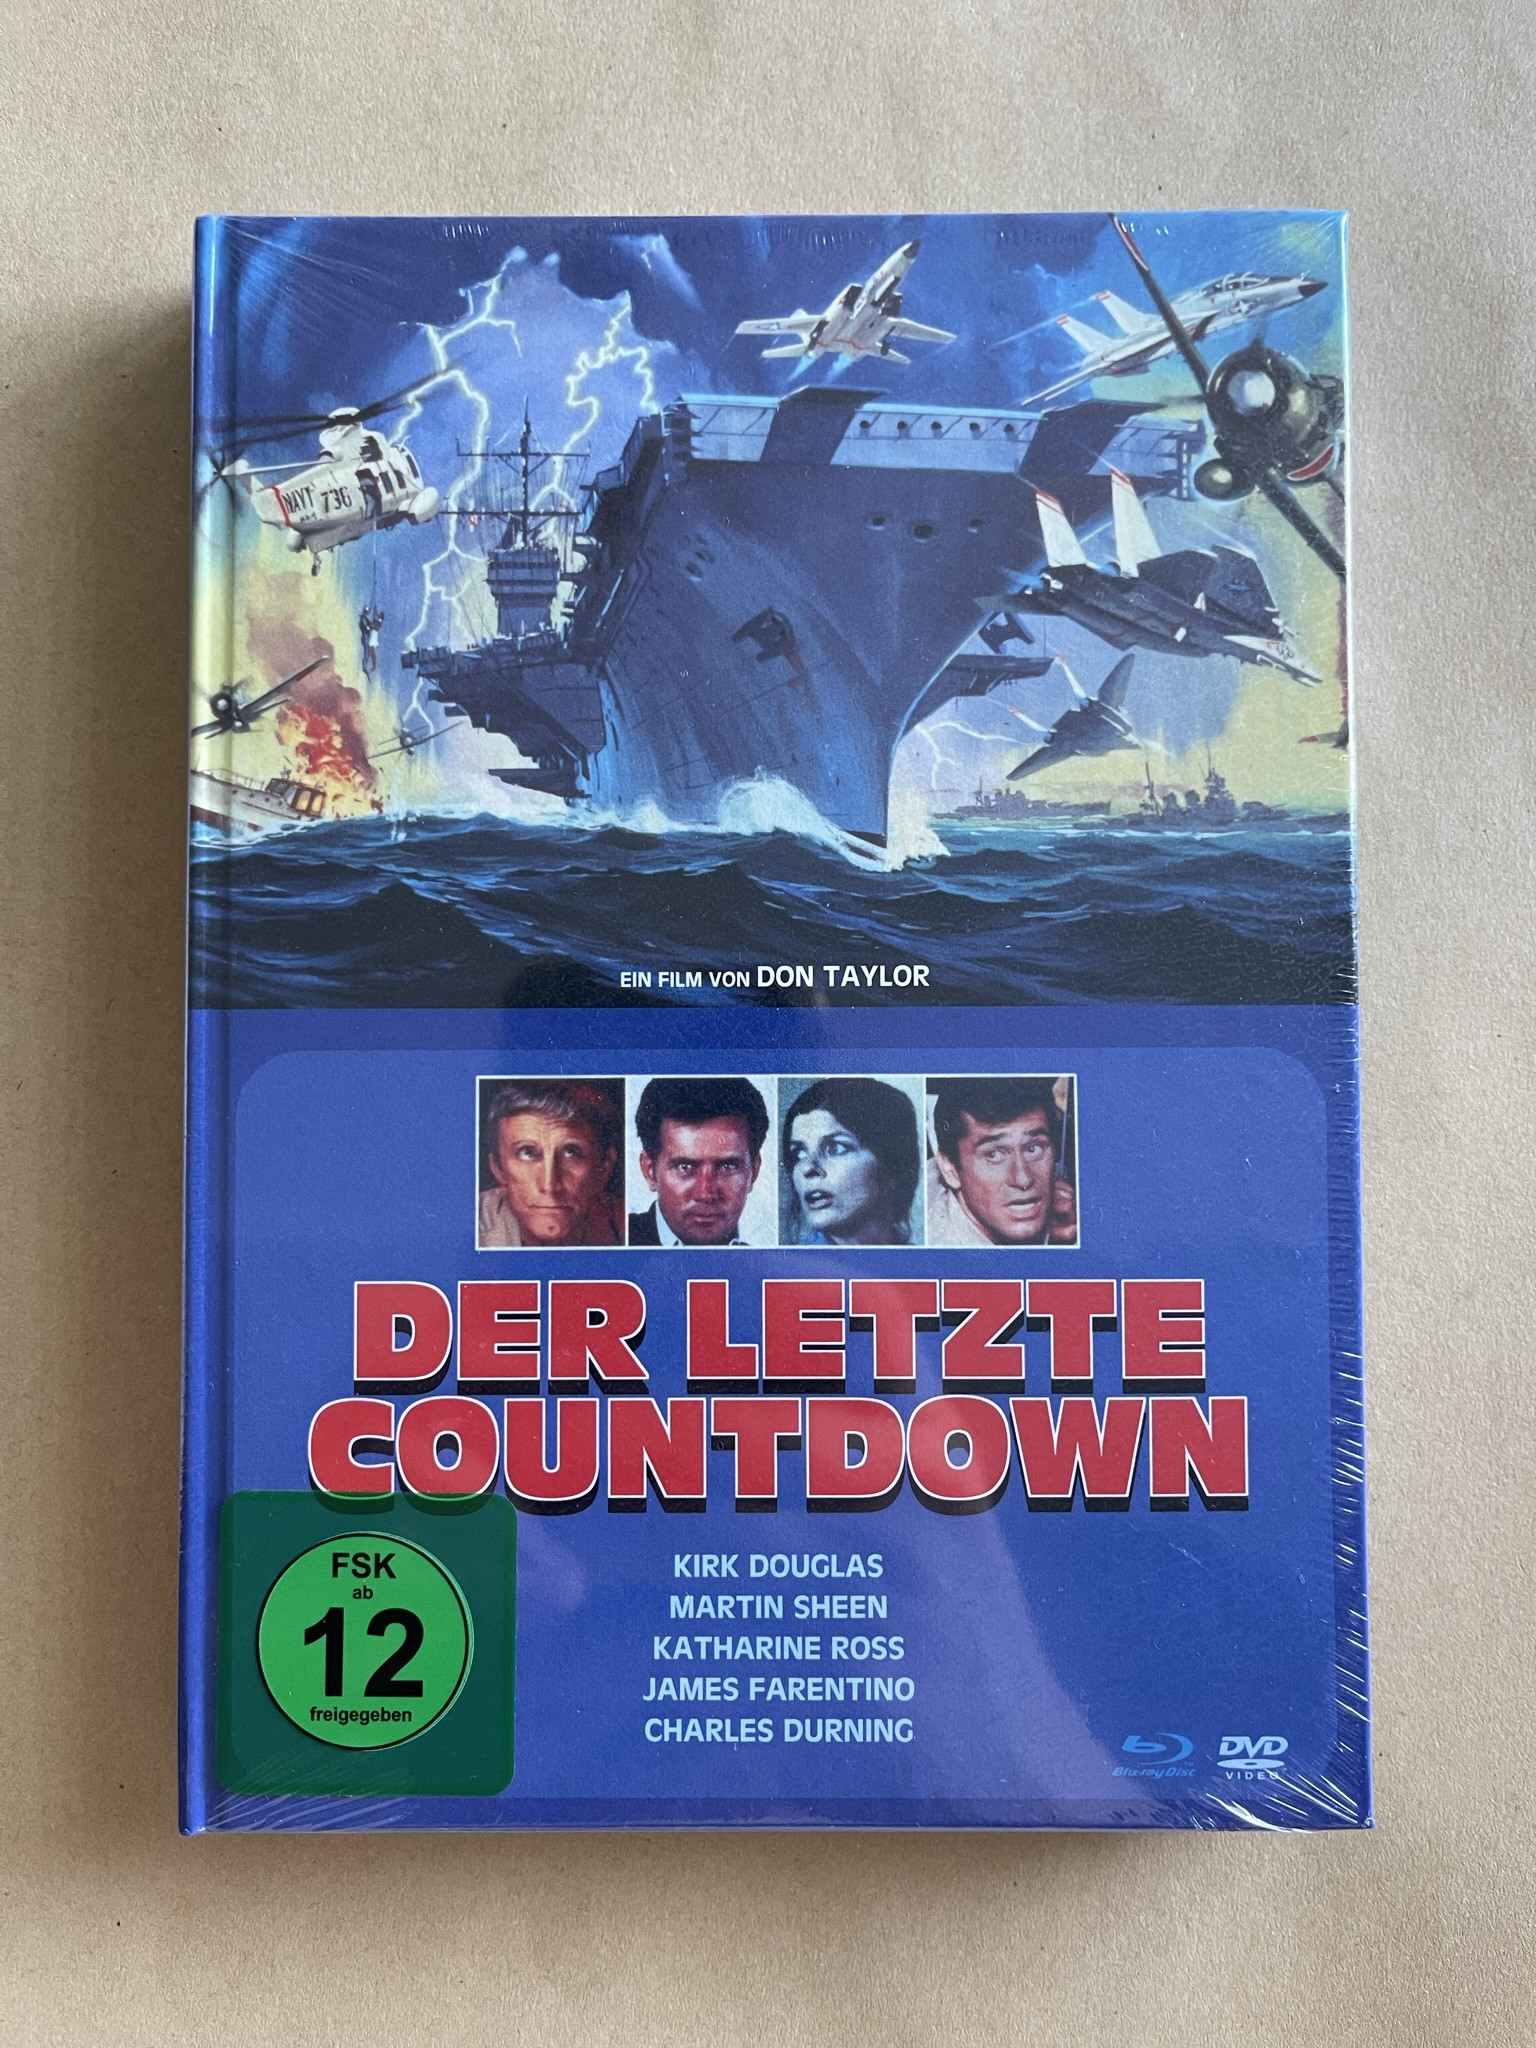 NAVY 736
EIN FILM VON DON TAYLOR
DER LETZTE
COUNTDOWN
FSK
ab
12
freigegeben
KIRK DOUGLAS
MARTIN SHEEN
KATHARINE ROSS
JAMES FARENTINO
CHARLES DURNING
Blu-ray Disc
DVD
VIDEO